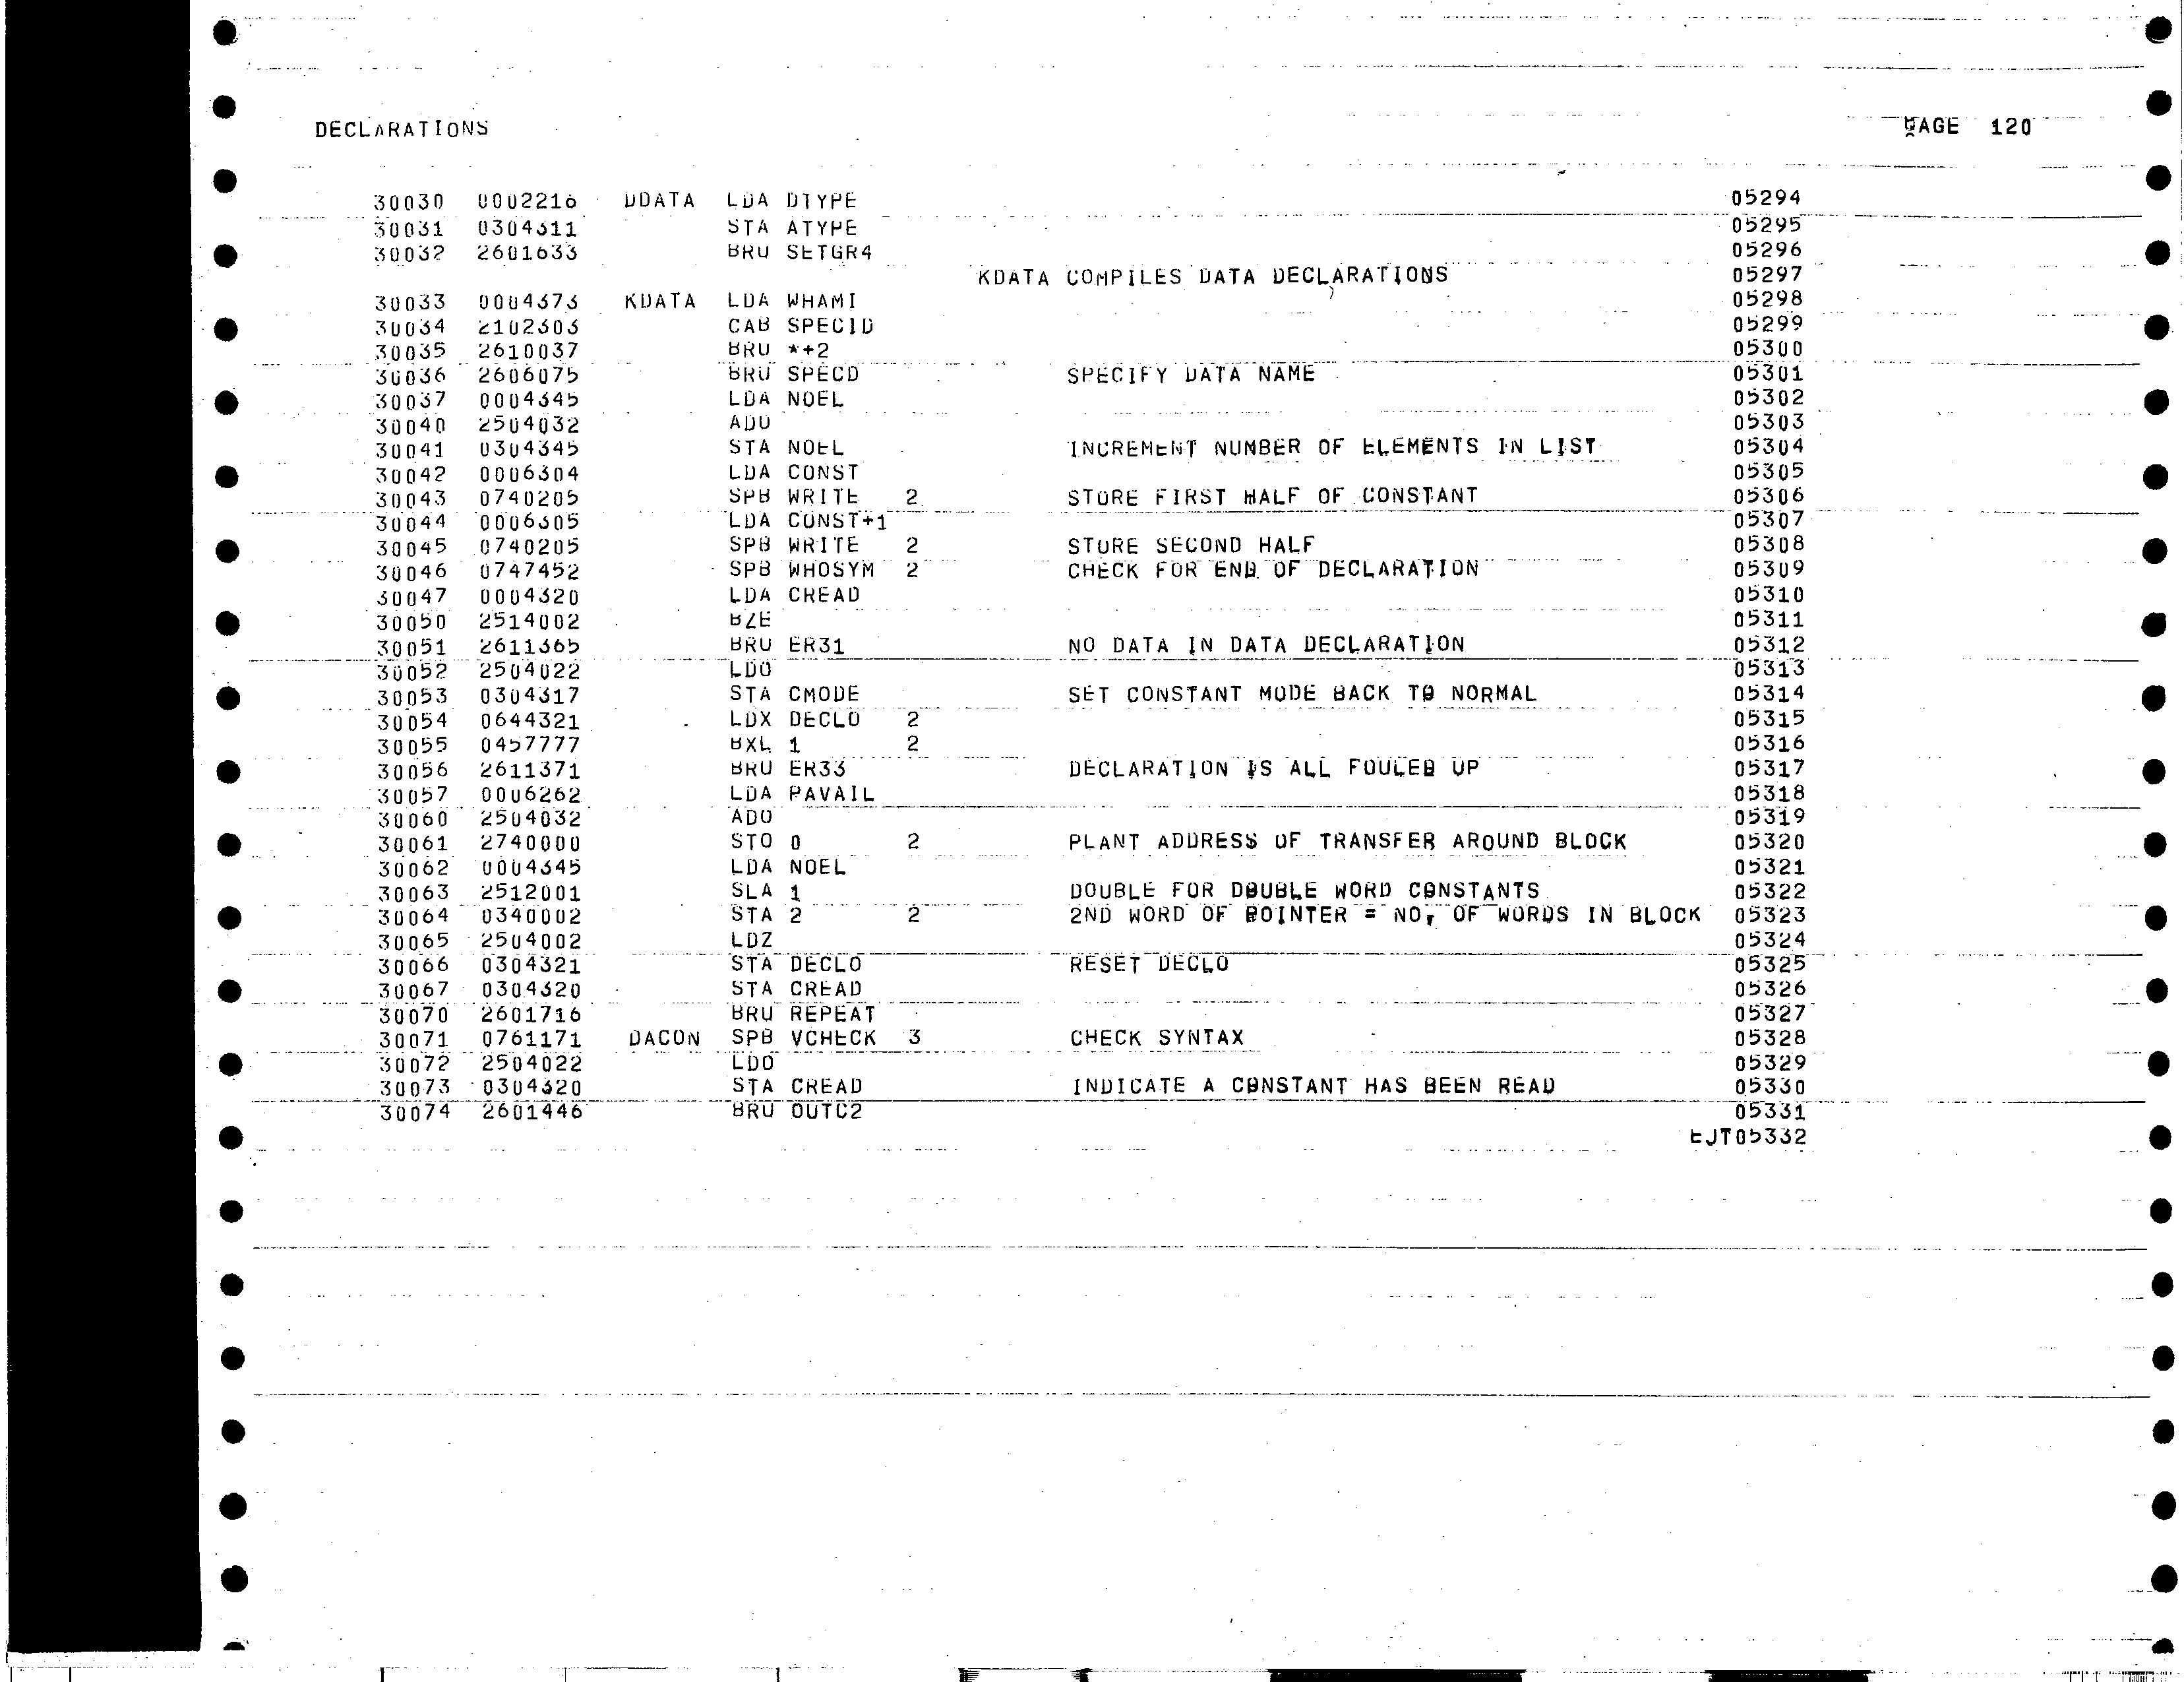 DECLARATIONS PAGE 120
30030 0002216 DDATA LDA DTYPE 05294
30031 0304311 STA ATYPE 05295
30032 2601633 BRU SETGR4 05296
KDATA COMPILES DATA DECLARATIONS 05297
30033 0004373 KDATA LDA WHAMI 05298
30034 2102303 CAB SPECID 05299
30035 2610037 BRU *+2 05300
30036 2606075 BRU SPECD SPECIFY DATA NAME 05301
30037 0004345 LDA NOEL 05302
30040 2504032 ADO 05303
30041 0304345 STA NOEL INCREMENT NUMBER OF ELEMENTS IN LIST 05304
30042 0006304 LDA CONST 05305
30043 0740205 SPB WRITE 2 STORE FIRST HALF OF CONSTANT 05306
30044 0006305 LDA CONST+1 05307
30045 0740205 SPB WRITE 2 STORE SECOND HALF 05308
30046 0747452 SPB WHOSYM 2 CHECK FOR END OF DECLARATION 05309
30047 0004320 LDA CREAD 05310
30050 2514002 BZE 05311
30051 2611365 BRU ER31 NO DATA IN DATA DECLARATION 05312
30052 2504022 LDO 05313
30053 0304317 STA CMODE SET CONSTANT MODE BACK TO NORMAL 05314
30054 0644321 LDX DECLO 2 05315
30055 0457777 BXL 1 2 05316
30056 2611371 BRU ER33 DECLARATION IS ALL FOULED UP 05317
30057 0006262 LDA PAVAIL 05318
30060 2504032 ADO 05319
30061 2740000 STO 0 2 PLANT ADDRESS OF TRANSFER AROUND BLOCK 05320
30062 0004345 LDA NOEL 05321
30063 2512001 SLA 1 DOUBLE FOR DOUBLE WORD CONSTANTS 05322
30064 0340002 STA 2 2 2ND WORD OF POINTER = NO, OF WORDS IN BLOCK 05323
30065 2504002 LDZ 05324
30066 0304321 STA DECLO RESET DECLO 05325
30067 0304320 STA CREAD 05326
30070 2601716 BRU REPEAT 05327
30071 0761171 DACON SPB VCHECK 3 CHECK SYNTAX 05328
30072 2504022 LDO 05329
30073 0304320 STA CREAD INDICATE A CONSTANT HAS BEEN READ 05330
30074 2601446 BRU OUTC2 05331
EJT05332